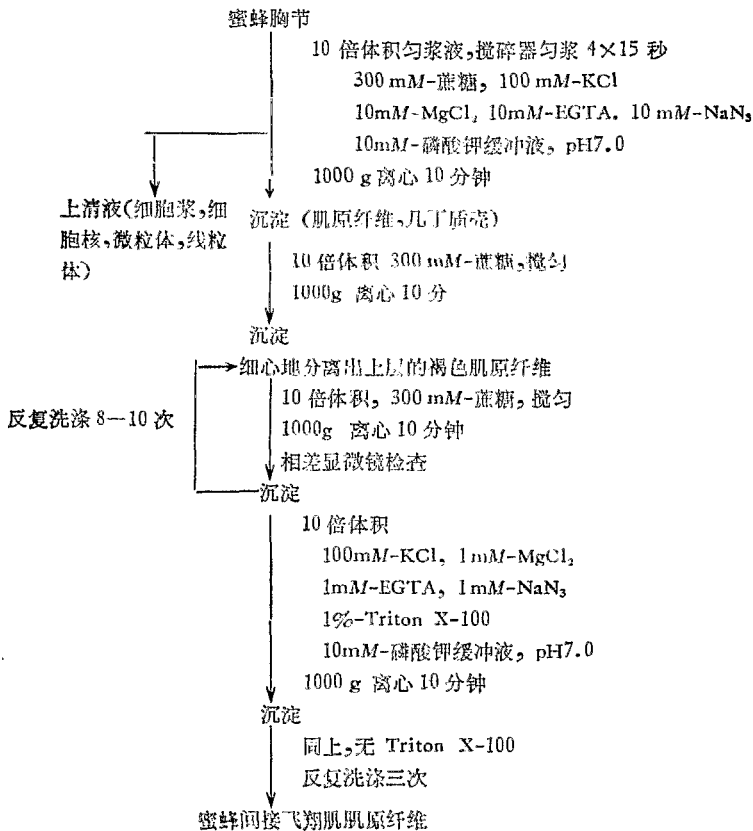 蜜蜂胸节
10 倍体积匀浆液,搅碎器匀浆 4×15 秒
300 mM-蔗糖, 100 mM-KCl
10mM-MgCl, 10mM-EGTA. 10 mM-NaN₃
10mM-磷酸钾缓冲液, pH7.0
1000 g 离心 10 分钟
上清液(细胞浆,细
胞核,微粒体,线粒
体)
沉淀 (肌原纤维,几丁质壳)
10 倍体积 300 mM-蔗糖,搅匀
1000g 离心 10 分
沉淀
细心地分离出上层的褐色肌原纤维
10 倍体积, 300 mM-蔗糖, 搅匀
1000g 离心 10 分钟
反复洗涤 8—10 次
相差显微镜检查
沉淀
10 倍体积
100mM-KCl, 1mM-MgCl₂
1mM-EGTA, 1mM-NaN₃
1%-Triton X-100
10mM-磷酸钾缓冲液, pH7.0
1000 g 离心 10 分钟
沉淀
同上,无 Triton X-100
反复洗涤三次
蜜蜂间接飞翔肌肌原纤维